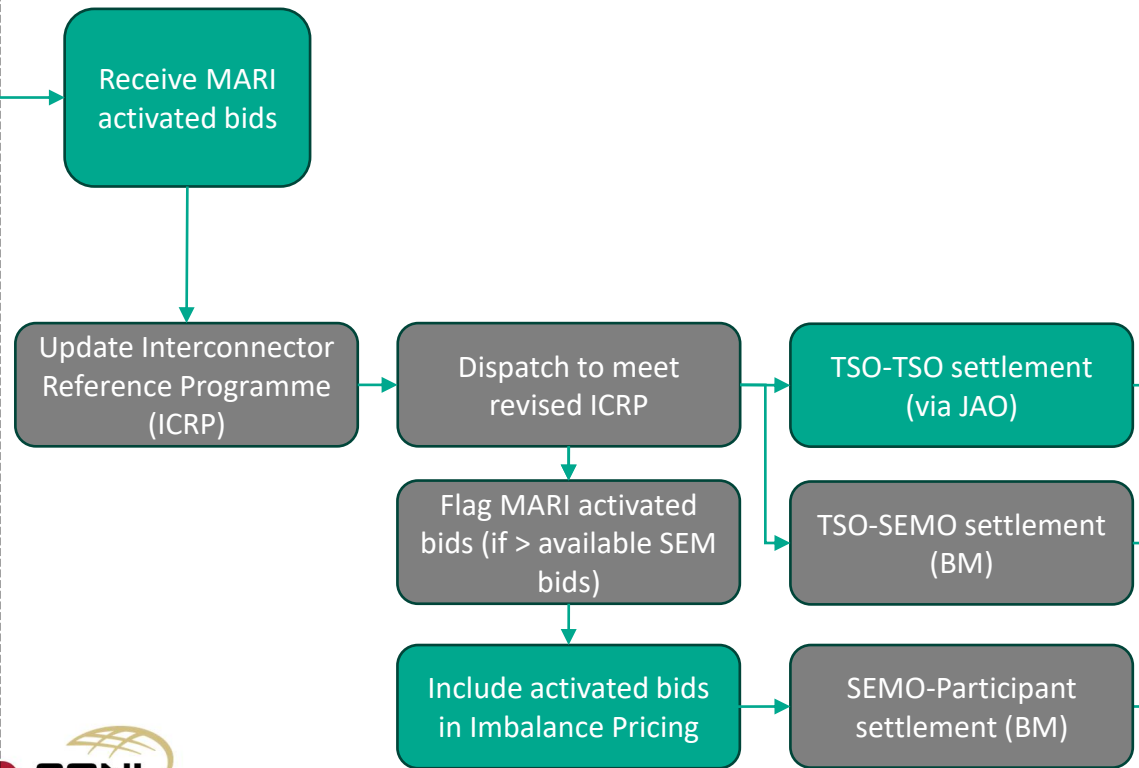 Receive MARI
activated bids
Update Interconnector
Reference Programme
(ICRP)
Dispatch to meet
revised ICRP
TSO-TSO settlement
(via JAO)
Flag MARI activated
bids (if > available SEM
bids)
TSO-SEMO settlement
(BM)
Include activated bids
in Imbalance Pricing
SEMO-Participant
settlement (BM)